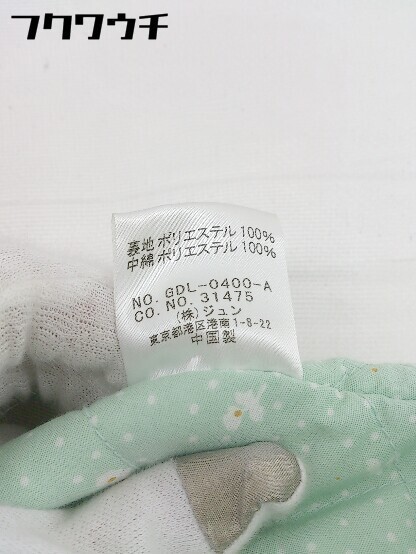 フクワウチ
表地 ポリエステル 100%
中綿 ポリエステル 100%
NO. GDL-0400-A
CO. NO. 31475
(株)ジュン
東京都港区港南1-8-22
中国製